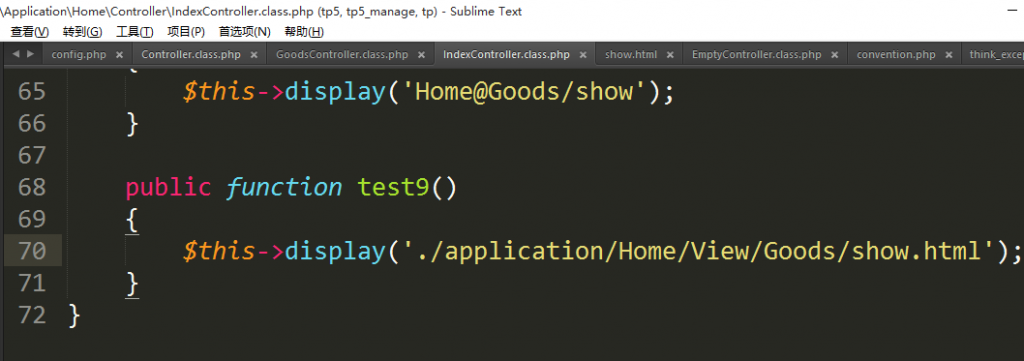 \Application\Home\Controller\IndexController.class.php (tp5, tp5_manage, tp) - Sublime Text
查看(V) 转到(G) 工具(T) 项目(P) 首选项(N) 帮助(H)
config.php × Controller.class.php × GoodsController.class.php × IndexController.class.php × show.html × EmptyController.class.php × convention.php × think_exce
{
65 $this->display('Home@Goods/show');
66 }
67
68 public function test9()
69 {
70 $this->display('./application/Home/View/Goods/show.html');
71 }
72 }